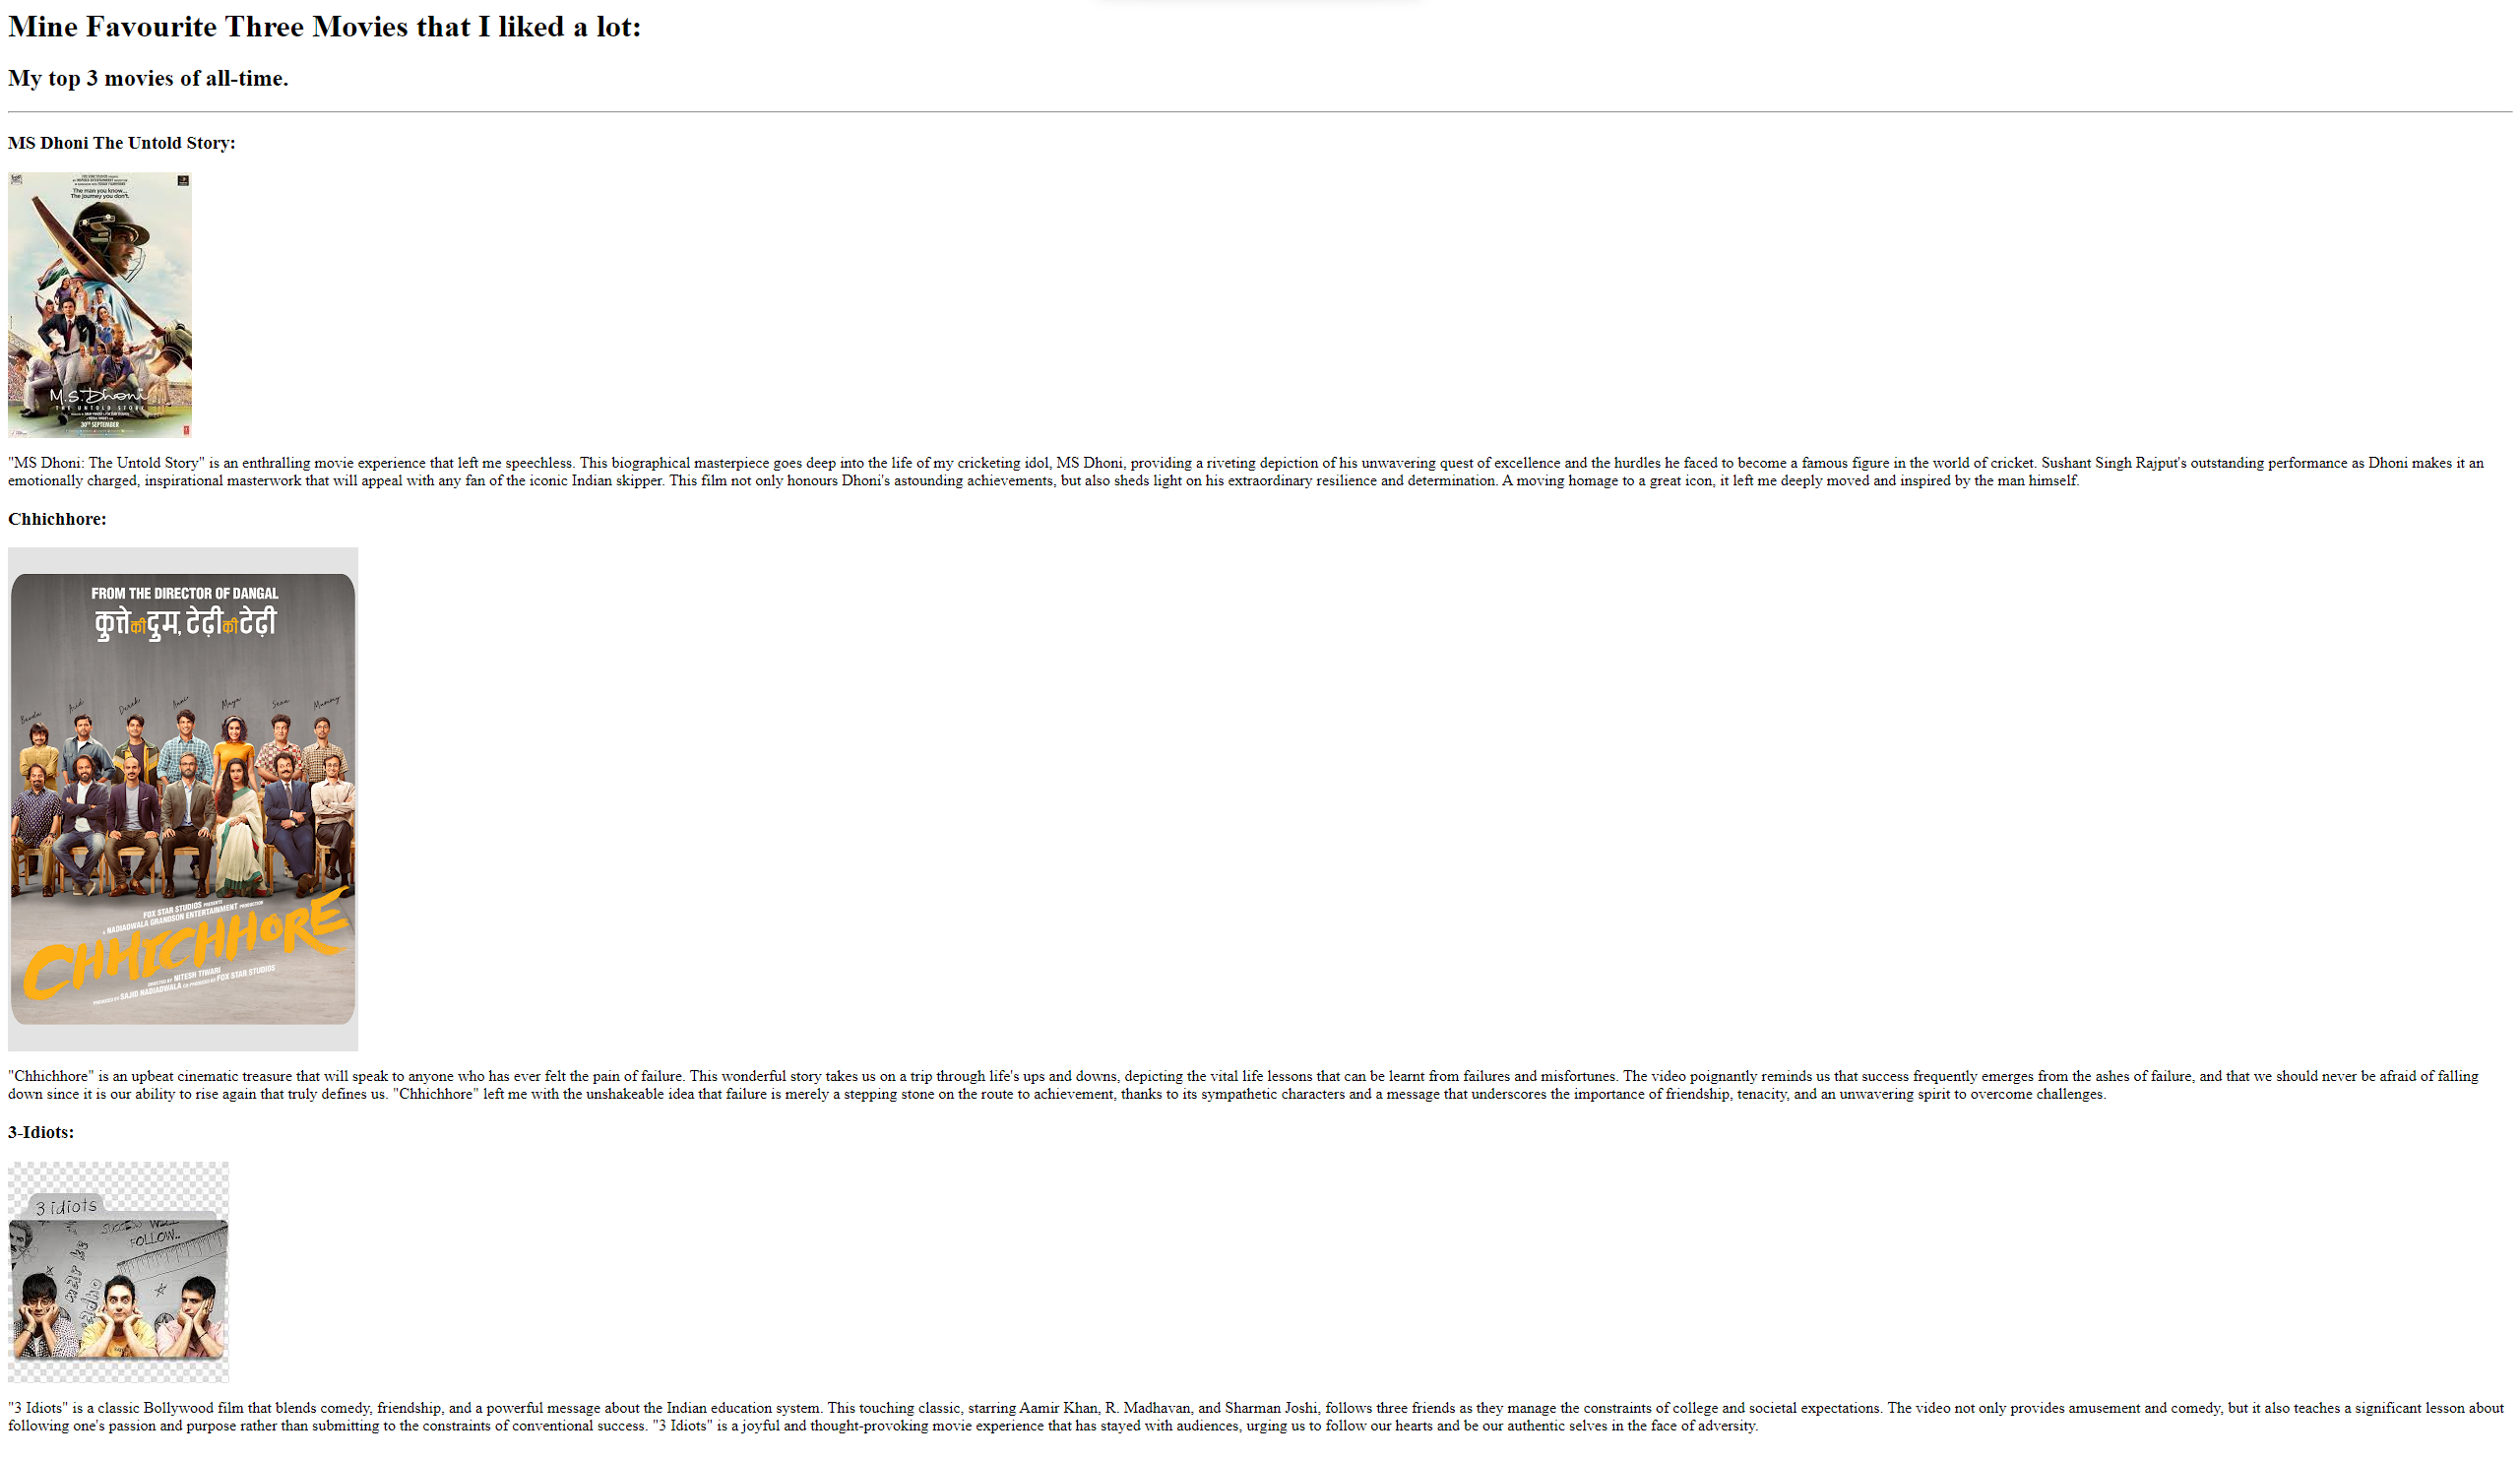 Mine Favourite Three Movies that I liked a lot:
My top 3 movies of all-time.
MS Dhoni The Untold Story:
The man you know...
The journey you don't.
M.S.Dhoni
THE UNTOLD STORY
30TH SEPTEMBER
"MS Dhoni: The Untold Story" is an enthralling movie experience that left me speechless. This biographical masterpiece goes deep into the life of my cricketing idol, MS Dhoni, providing a riveting depiction of his unwavering quest of excellence and the hurdles he faced to become a famous figure in the world of cricket. Sushant Singh Rajput's outstanding performance as Dhoni makes it an
emotionally charged, inspirational masterwork that will appeal with any fan of the iconic Indian skipper. This film not only honours Dhoni's astounding achievements, but also sheds light on his extraordinary resilience and determination. A moving homage to a great icon, it left me deeply moved and inspired by the man himself.
Chhichhore:
FROM THE DIRECTOR OF DANGAL
कुत्ते की दुम, टेढ़ी की टेढ़ी
Acid Derek Anni Maya Sexa Mummy
FOX STAR STUDIOS PRESENTS
A NADIADWALA GRANDSON ENTERTAINMENT PRODUCTION
CHHICHHORE
DIRECTED BY NITESH TIWARI
PRODUCED BY SAJID NADIADWALA CO-PRODUCED BY FOX STAR STUDIOS
"Chhichhore" is an upbeat cinematic treasure that will speak to anyone who has ever felt the pain of failure. This wonderful story takes us on a trip through life's ups and downs, depicting the vital life lessons that can be learnt from failures and misfortunes. The video poignantly reminds us that success frequently emerges from the ashes of failure, and that we should never be afraid of falling
down since it is our ability to rise again that truly defines us. "Chhichhore" left me with the unshakeable idea that failure is merely a stepping stone on the route to achievement, thanks to its sympathetic characters and a message that underscores the importance of friendship, tenacity, and an unwavering spirit to overcome challenges.
3-Idiots:
3 idiots
SUCCESS WILL
FOLLOW..
"3 Idiots" is a classic Bollywood film that blends comedy, friendship, and a powerful message about the Indian education system. This touching classic, starring Aamir Khan, R. Madhavan, and Sharman Joshi, follows three friends as they manage the constraints of college and societal expectations. The video not only provides amusement and comedy, but it also teaches a significant lesson about
following one's passion and purpose rather than submitting to the constraints of conventional success. "3 Idiots" is a joyful and thought-provoking movie experience that has stayed with audiences, urging us to follow our hearts and be our authentic selves in the face of adversity.